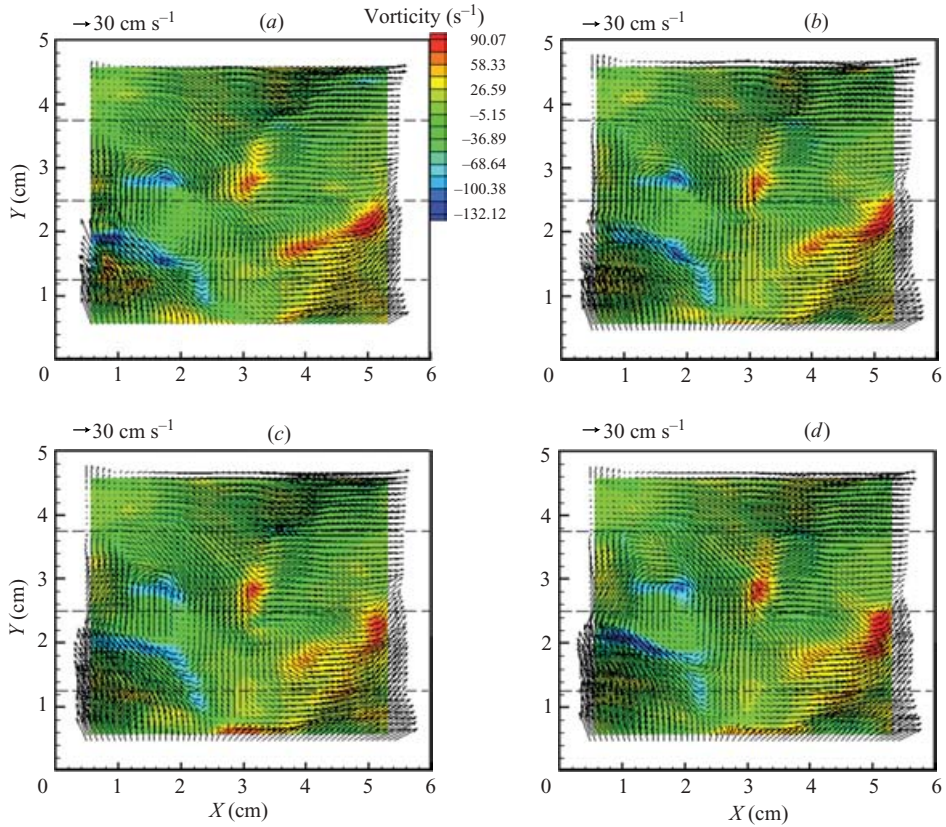 30 cm s⁻¹ (a) Vorticity (s⁻¹) 30 cm s⁻¹ (b)
5 90.07 5
58.33
4 26.59 4
−5.15
−36.89
3 −68.64 3
−100.38
Y (cm) −132.12
2 2
1 1
0 1 2 3 4 5 6 0 1 2 3 4 5 6
30 cm s⁻¹ (c) 30 cm s⁻¹ (d)
5 5
4 4
3 3
Y (cm)
2 2
1 1
0 1 2 3 4 5 6 0 1 2 3 4 5 6
X (cm) X (cm)